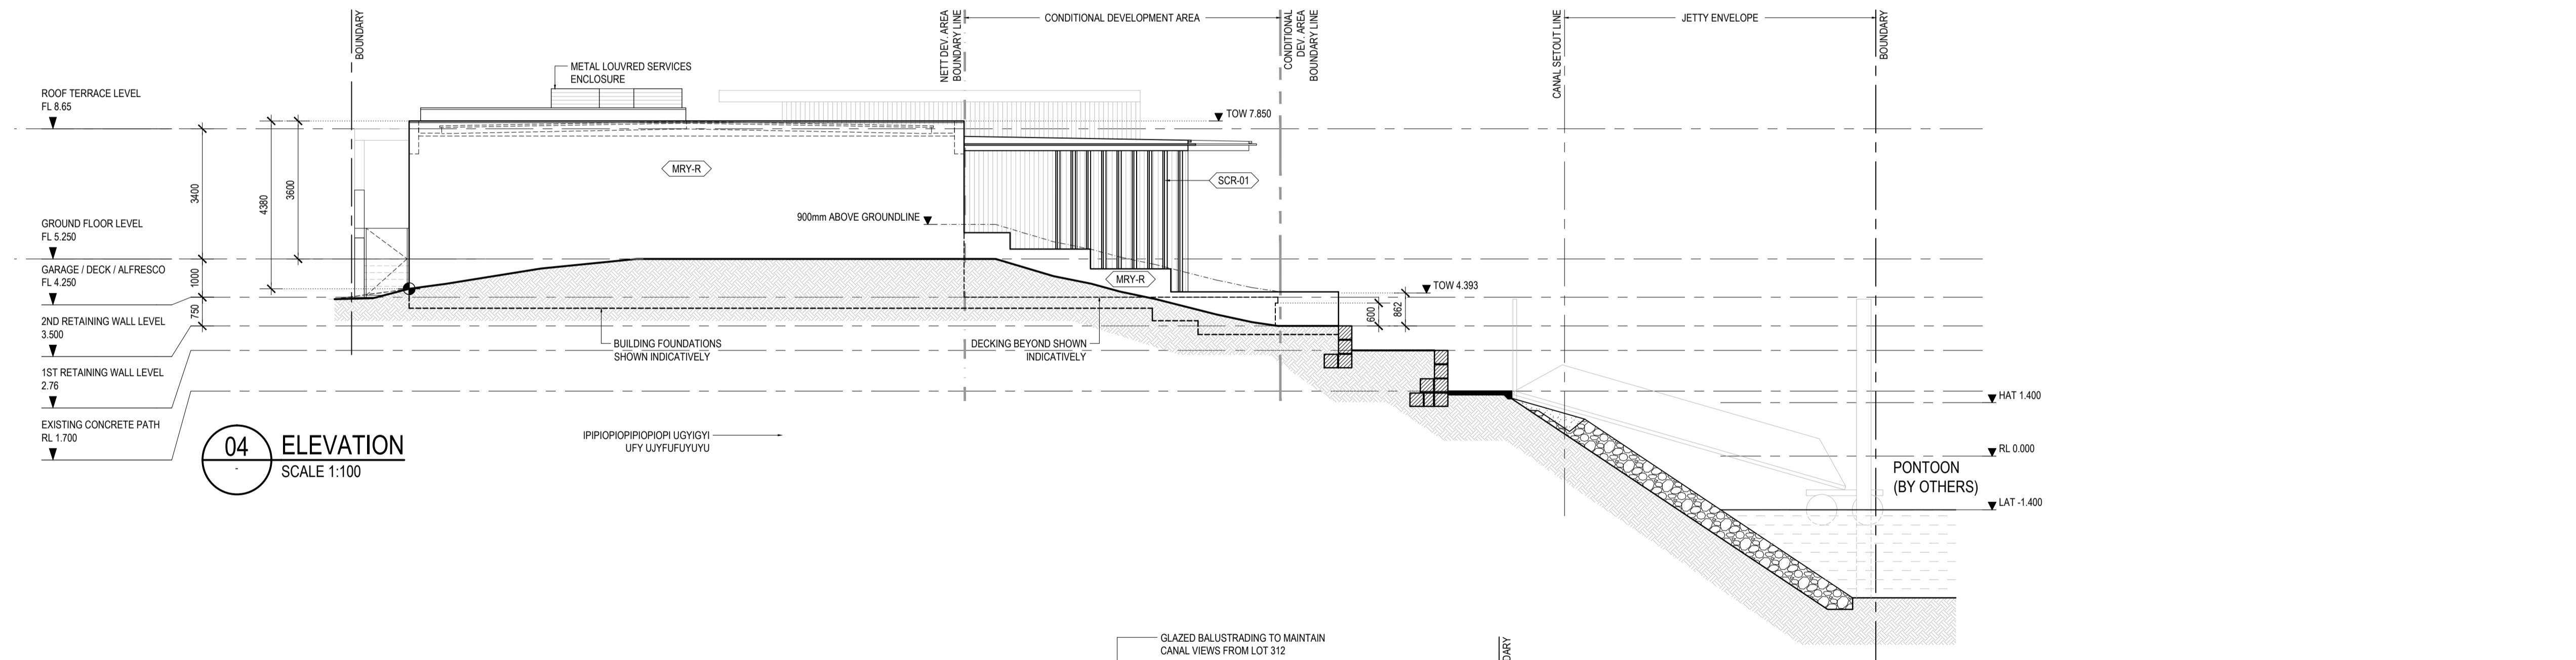 BOUNDARY
NETT DEV. AREA
BOUNDARY LINE
CONDITIONAL DEVELOPMENT AREA
CONDITIONAL
DEV. AREA
BOUNDARY LINE
CANAL SETOUT LINE
JETTY ENVELOPE
BOUNDARY
METAL LOUVRED SERVICES
ENCLOSURE
ROOF TERRACE LEVEL
FL 8.65
TOW 7.850
MRY-R
SCR-01
3400
4380
3600
900mm ABOVE GROUNDLINE
GROUND FLOOR LEVEL
FL 5.250
GARAGE / DECK / ALFRESCO
FL 4.250
1000
750
MRY-R
TOW 4.393
600
862
2ND RETAINING WALL LEVEL
3.500
BUILDING FOUNDATIONS
SHOWN INDICATIVELY
DECKING BEYOND SHOWN
INDICATIVELY
1ST RETAINING WALL LEVEL
2.76
HAT 1.400
EXISTING CONCRETE PATH
RL 1.700
04
-
ELEVATION
SCALE 1:100
IPIPIOPIOPIPIOPIOPI UGYIGYI
UFY UJYFUFUYUYU
RL 0.000
PONTOON
(BY OTHERS)
LAT -1.400
GLAZED BALUSTRADING TO MAINTAIN
CANAL VIEWS FROM LOT 312
DARY